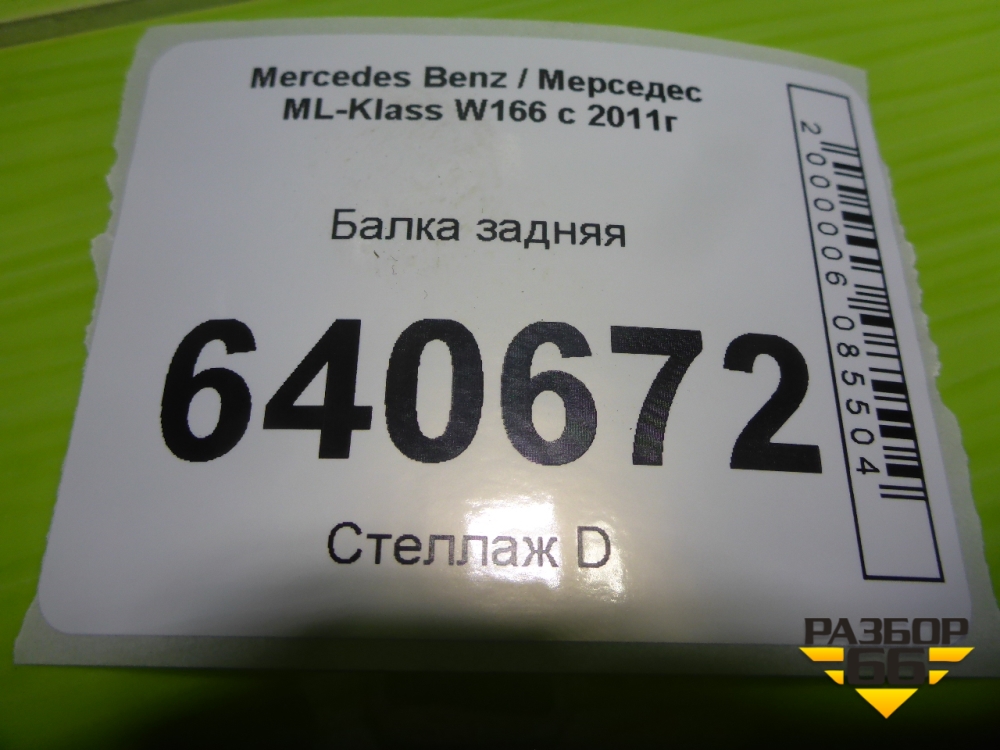 Mercedes Benz / Мерседес
ML-Klass W166 с 2011г
Балка задняя
640672
Стеллаж D
2000006085504
РАЗБОР
66